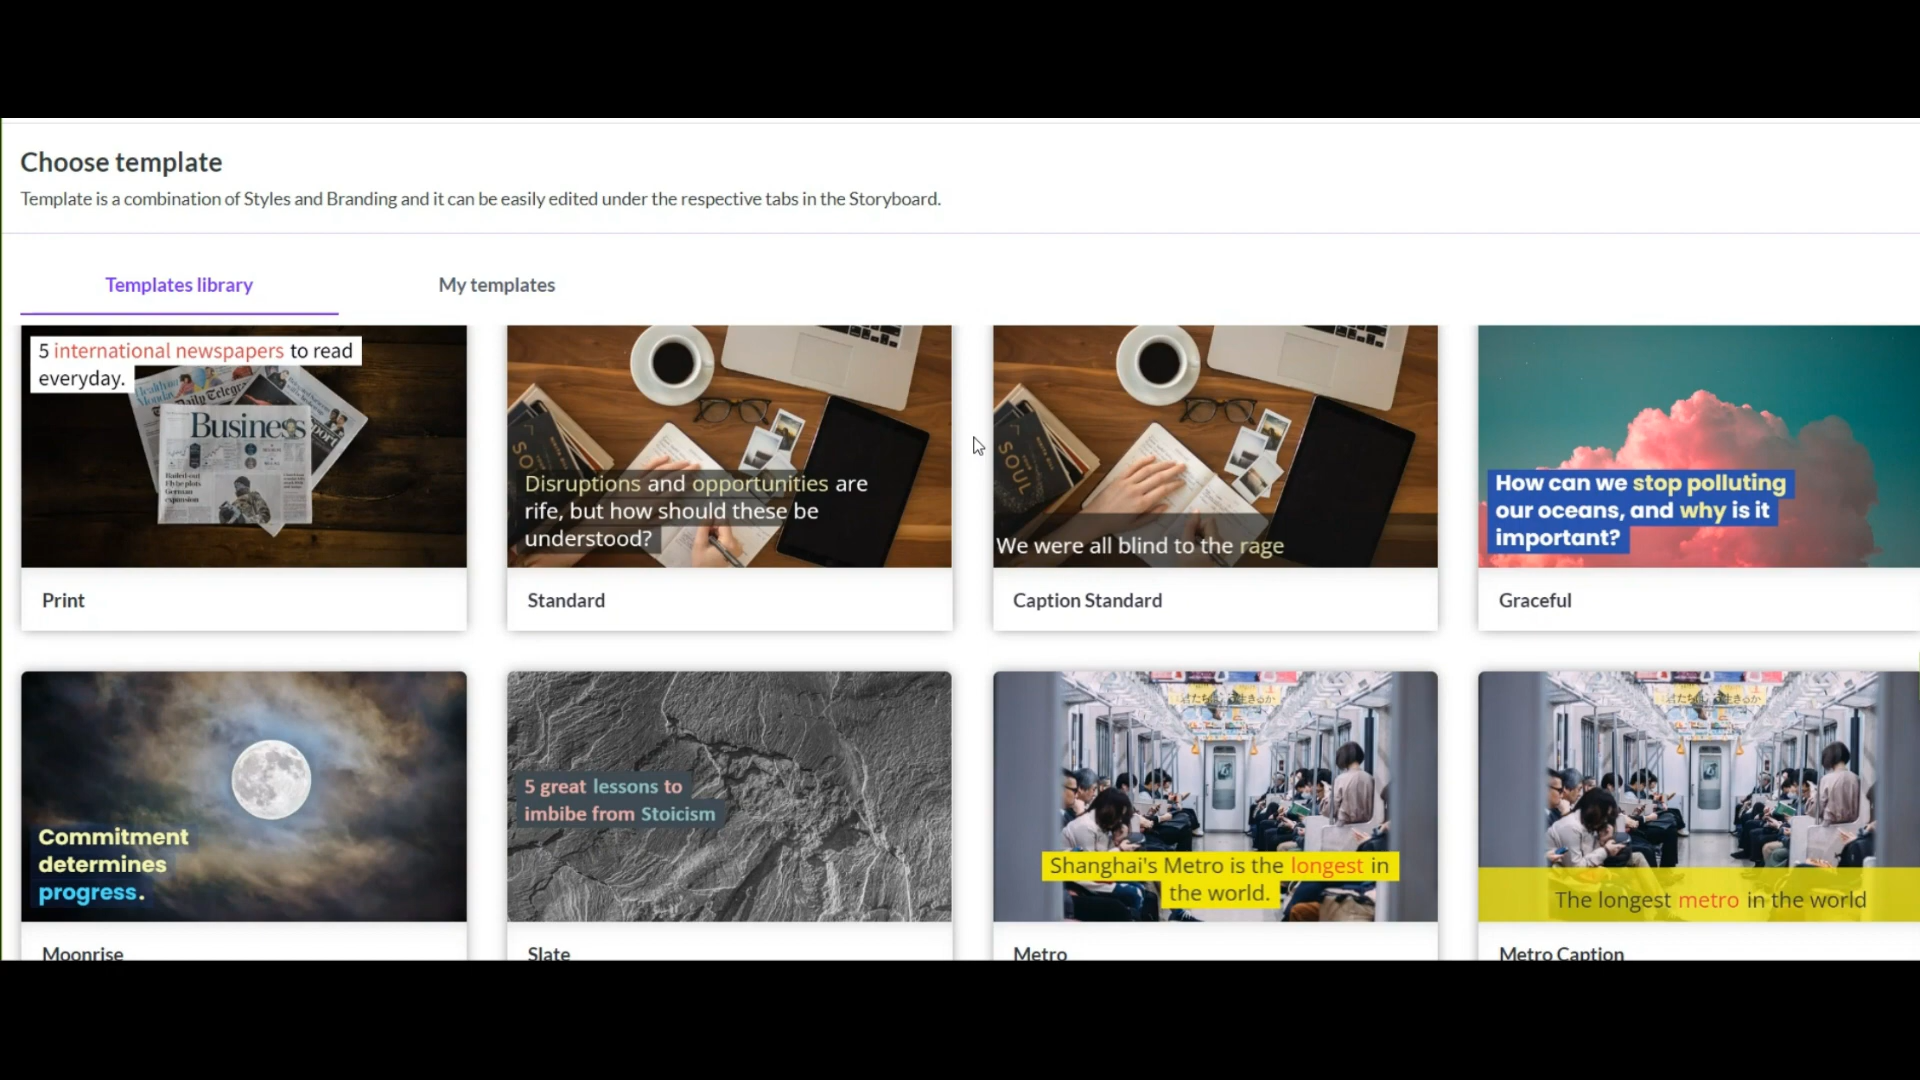 Choose template
Template is a combination of Styles and Branding and it can be easily edited under the respective tabs in the Storyboard.
Templates library
My templates
5 international newspapers to read
everyday.
Business
Disruptions and opportunities are
rife, but how should these be
understood?
SOUL
We were all blind to the rage
How can we stop polluting
our oceans, and why is it
important?
Print
Standard
Caption Standard
Graceful
Commitment
determines
progress.
5 great lessons to
imbibe from Stoicism
Shanghai's Metro is the longest in
the world.
The longest metro in the world
Moonrise
Slate
Metro
Metro Caption